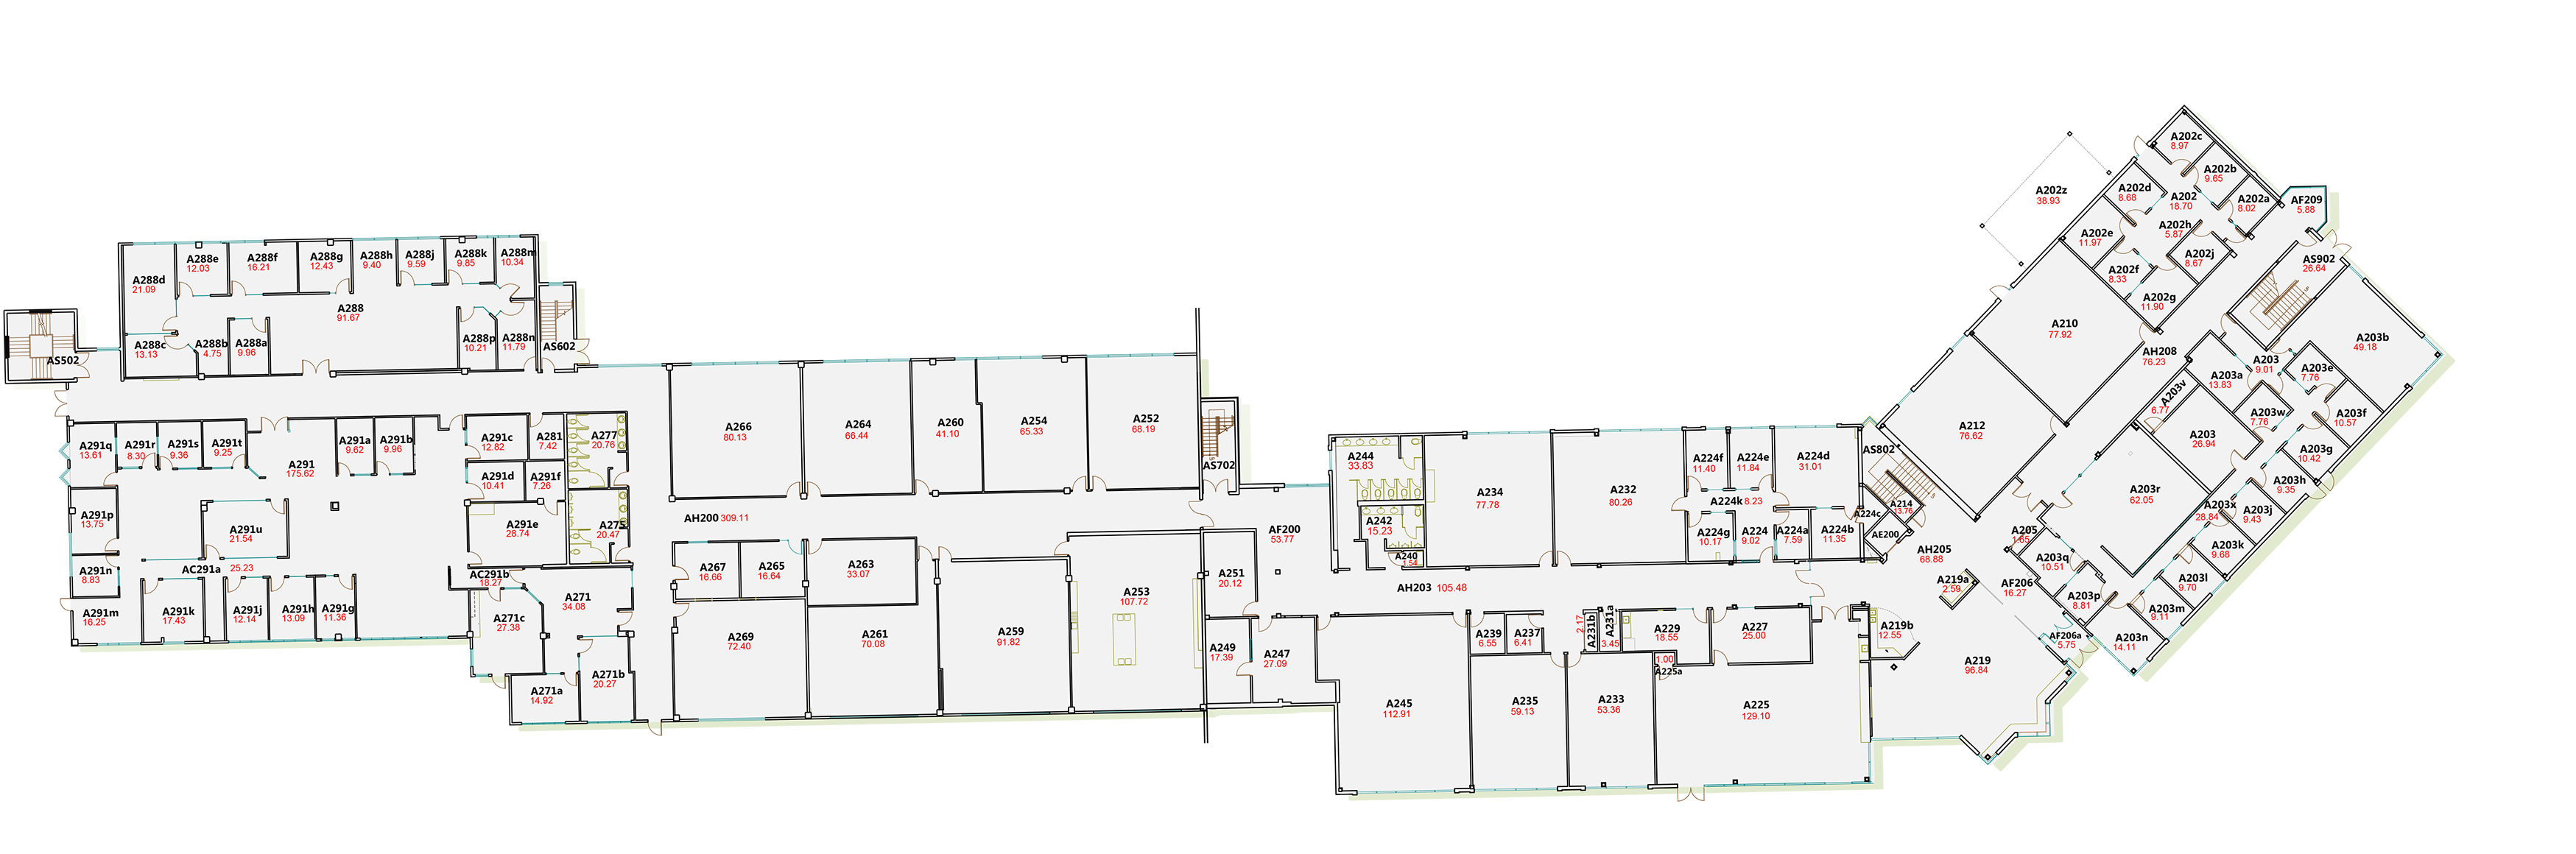 A202c
8.97
A202b
9.65
A202d
8.68
A202
18.70
A202a
8.02
A202z
38.93
AF209
5.88
A202e
11.97
A202h
5.87
A202j
8.67
A202f
8.33
A202g
11.90
AS902
26.64
UP
A210
77.92
AH208
76.23
A203b
49.18
A203
9.01
A203a
13.83
A203e
7.76
A203v
6.77
A203w
7.76
A203f
10.57
A203
26.94
A203g
10.42
A203h
9.35
A203r
62.05
A203x
28.84
A203j
9.43
A203k
9.68
A203l
9.70
A203m
9.11
A203n
14.11
A203p
8.81
A203q
10.51
A205
1.65
A212
76.62
AS802
A214
13.76
A224c
AE200
AH205
68.88
A219a
2.59
AF206
16.27
AF206a
5.75
A219b
12.55
A219
96.84
A288d
21.09
A288e
12.03
A288f
16.21
A288g
12.43
A288h
9.40
A288j
9.59
A288k
9.85
A288m
10.34
A288
91.67
A288c
13.13
A288b
4.75
A288a
9.96
A288p
10.21
A288n
11.79
AS602
AS502
A291q
13.61
A291r
8.30
A291s
9.36
A291t
9.25
A291
175.62
A291a
9.62
A291b
9.96
A291c
12.82
A281
7.42
A277
20.76
A291d
10.41
A291f
7.26
A291p
13.75
A291u
21.54
A291e
28.74
A275
20.47
A291n
8.83
AC291a 25.23
AC291b
18.27
A291m
16.25
A291k
17.43
A291j
12.14
A291h
13.09
A291g
11.36
A271c
27.38
A271
34.08
A271a
14.92
A271b
20.27
A266
80.13
A264
66.44
A260
41.10
A254
65.33
A252
68.19
AS702
UP
AH200 309.11
A267
16.66
A265
16.64
A263
33.07
A269
72.40
A261
70.08
A259
91.82
A253
107.72
A251
20.12
AF200
53.77
A249
17.39
A247
27.09
A244
33.83
A242
15.23
A240
1.54
A234
77.78
A232
80.26
A224f
11.40
A224e
11.84
A224d
31.01
A224k 8.23
A224g
10.17
A224
9.02
A224a
7.59
A224b
11.35
AH203 105.48
A245
112.91
A239
6.55
A237
6.41
2.17
A231b
A231a
3.45
A229
18.55
A227
25.00
1.00
A225a
A235
59.13
A233
53.36
A225
129.10